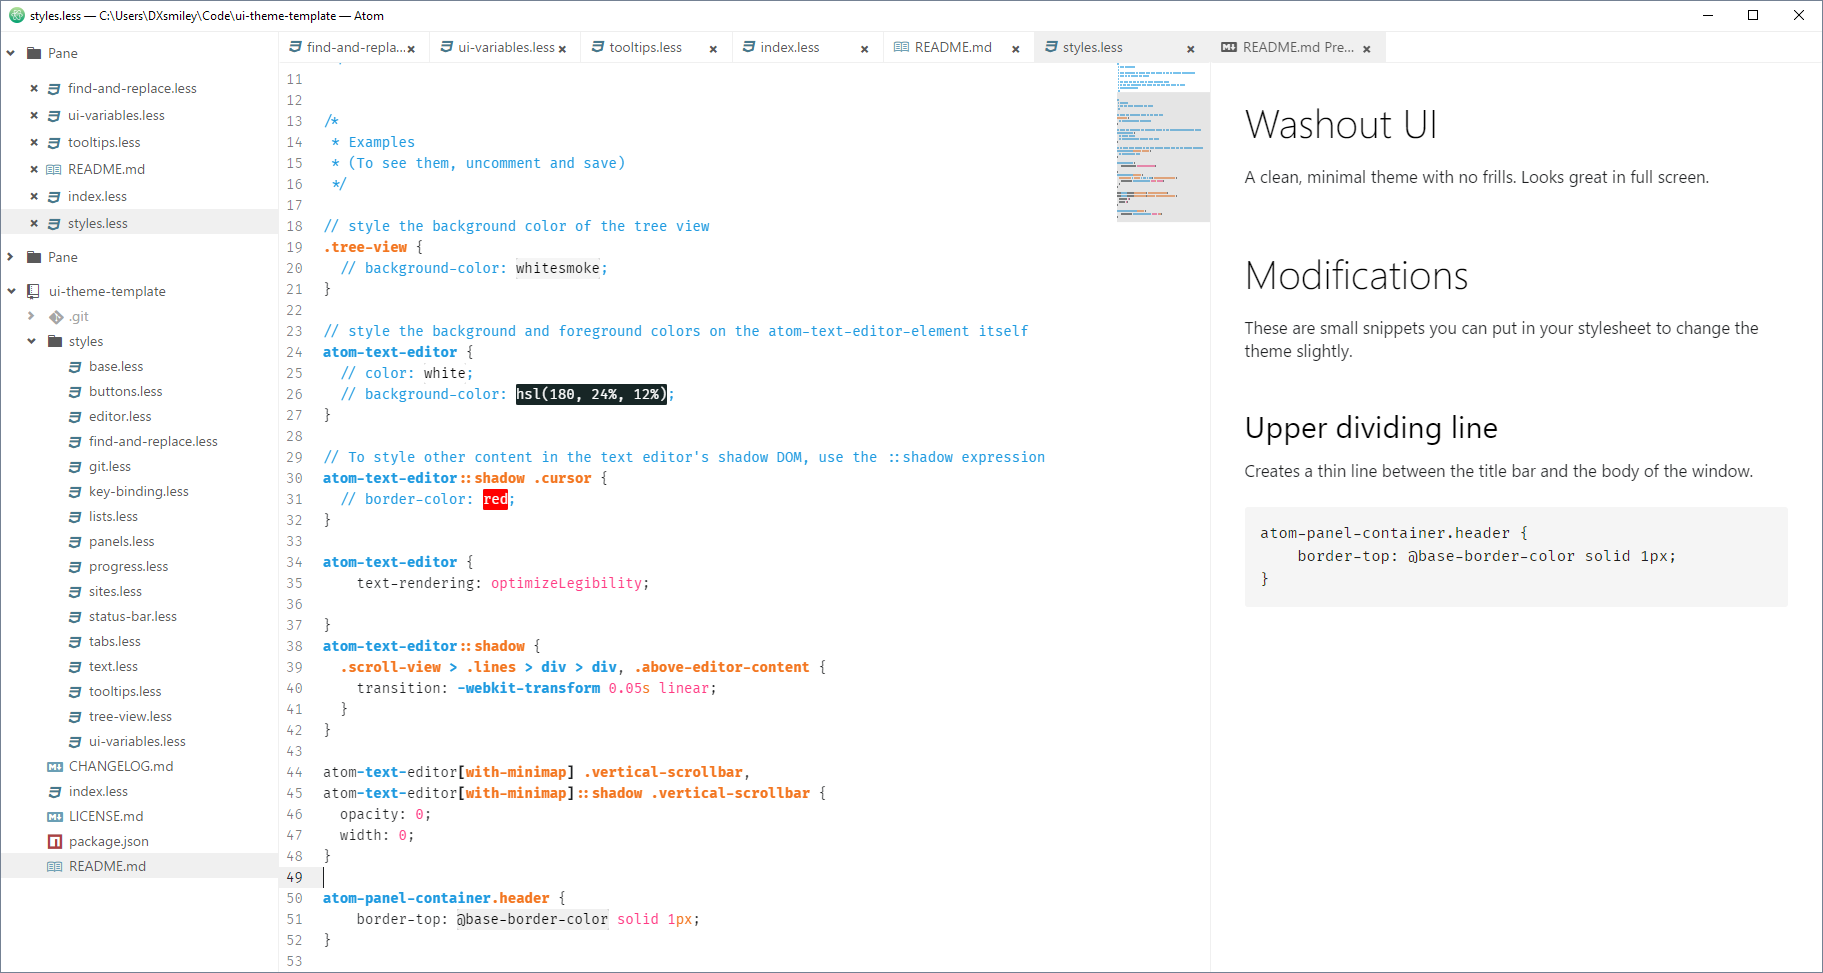 styles.less — C:\Users\DXsmiley\Code\ui-theme-template — Atom
Pane
find-and-replace.less
ui-variables.less
tooltips.less
README.md
index.less
styles.less
Pane
ui-theme-template
.git
styles
base.less
buttons.less
editor.less
find-and-replace.less
git.less
key-binding.less
lists.less
panels.less
progress.less
sites.less
status-bar.less
tabs.less
text.less
tooltips.less
tree-view.less
ui-variables.less
CHANGELOG.md
index.less
LICENSE.md
package.json
README.md
find-and-repla...
ui-variables.less
tooltips.less
index.less
README.md
styles.less
README.md Pre...
11
12
13 /*
14  * Examples
15  * (To see them, uncomment and save)
16  */
17
18 // style the background color of the tree view
19 .tree-view {
20   // background-color: whitesmoke;
21 }
22
23 // style the background and foreground colors on the atom-text-editor-element itself
24 atom-text-editor {
25   // color: white;
26   // background-color: hsl(180, 24%, 12%);
27 }
28
29 // To style other content in the text editor's shadow DOM, use the ::shadow expression
30 atom-text-editor::shadow .cursor {
31   // border-color: red;
32 }
33
34 atom-text-editor {
35     text-rendering: optimizeLegibility;
36
37 }
38 atom-text-editor::shadow {
39   .scroll-view > .lines > div > div, .above-editor-content {
40     transition: -webkit-transform 0.05s linear;
41   }
42 }
43
44 atom-text-editor[with-minimap] .vertical-scrollbar,
45 atom-text-editor[with-minimap]::shadow .vertical-scrollbar {
46   opacity: 0;
47   width: 0;
48 }
49
50 atom-panel-container.header {
51     border-top: @base-border-color solid 1px;
52 }
53
Washout UI
A clean, minimal theme with no frills. Looks great in full screen.
Modifications
These are small snippets you can put in your stylesheet to change the
theme slightly.
Upper dividing line
Creates a thin line between the title bar and the body of the window.
atom-panel-container.header {
    border-top: @base-border-color solid 1px;
}